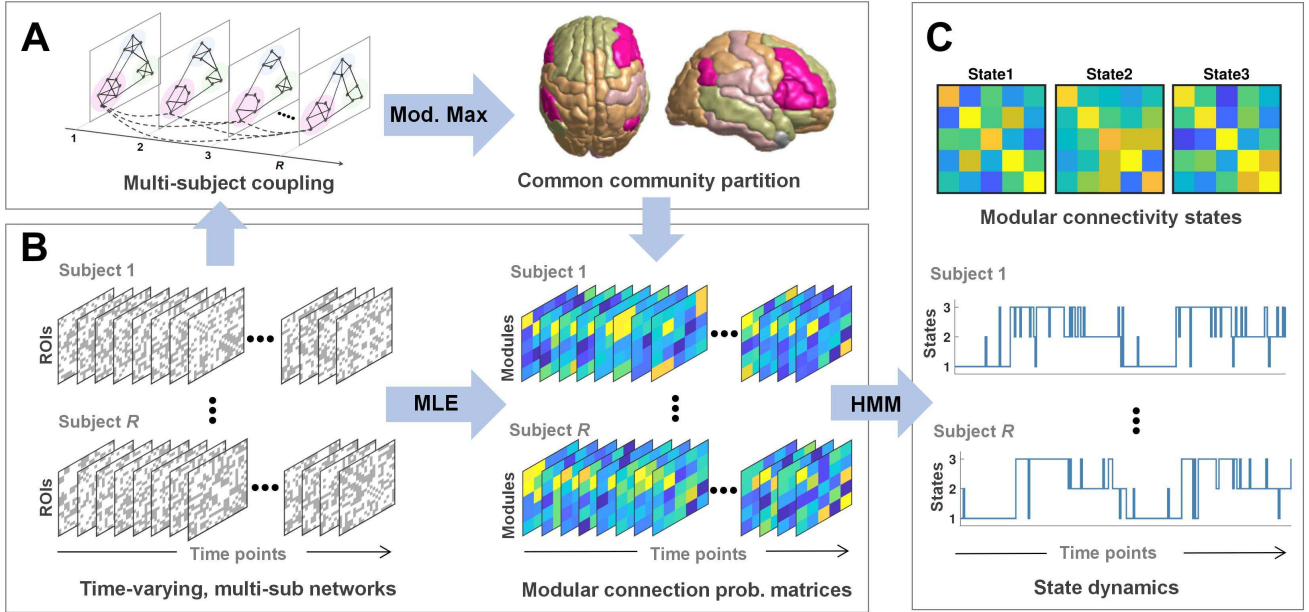 A
1
2
3
R
Multi-subject coupling
Mod. Max
Common community partition
B
Subject 1
ROIs
Subject R
ROIs
Time points
Time-varying, multi-sub networks
MLE
Subject 1
Modules
Subject R
Modules
Time points
Modular connection prob. matrices
HMM
C
State1 State2 State3
Modular connectivity states
Subject 1
States
3
2
1
Subject R
States
3
2
1
Time points
State dynamics